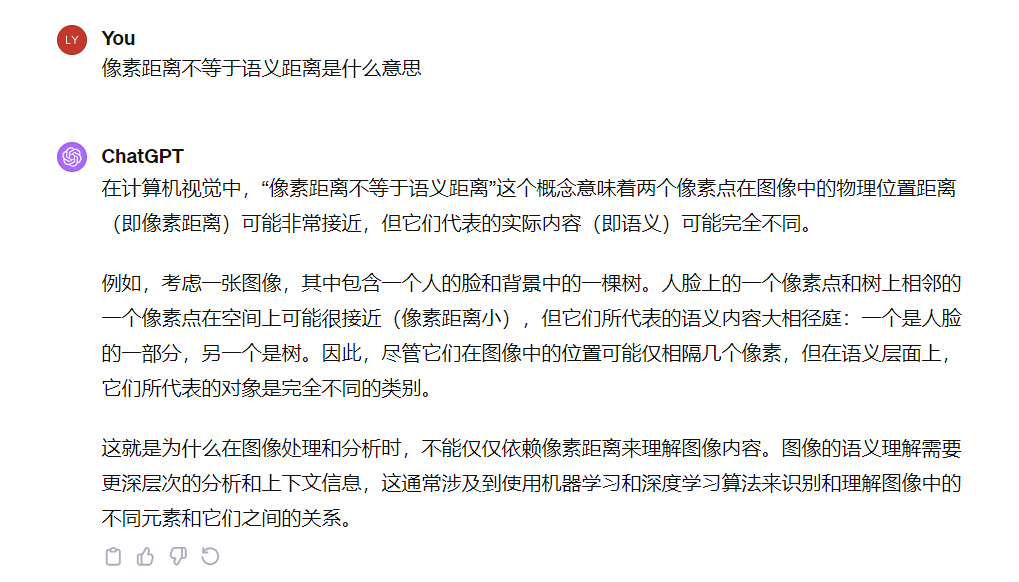 LY
You
像素距离不等于语义距离是什么意思
ChatGPT
在计算机视觉中，“像素距离不等于语义距离”这个概念意味着两个像素点在图像中的物理位置距离
（即像素距离）可能非常接近，但它们代表的实际内容（即语义）可能完全不同。
例如，考虑一张图像，其中包含一个人的脸和背景中的一棵树。人脸上的一个像素点和树上相邻的
一个像素点在空间上可能很接近（像素距离小），但它们所代表的语义内容大相径庭：一个是人脸
的一部分，另一个是树。因此，尽管它们在图像中的位置可能仅相隔几个像素，但在语义层面上，
它们所代表的对象是完全不同的类别。
这就是为什么在图像处理和分析时，不能仅仅依赖像素距离来理解图像内容。图像的语义理解需要
更深层次的分析和上下文信息，这通常涉及到使用机器学习和深度学习算法来识别和理解图像中的
不同元素和它们之间的关系。